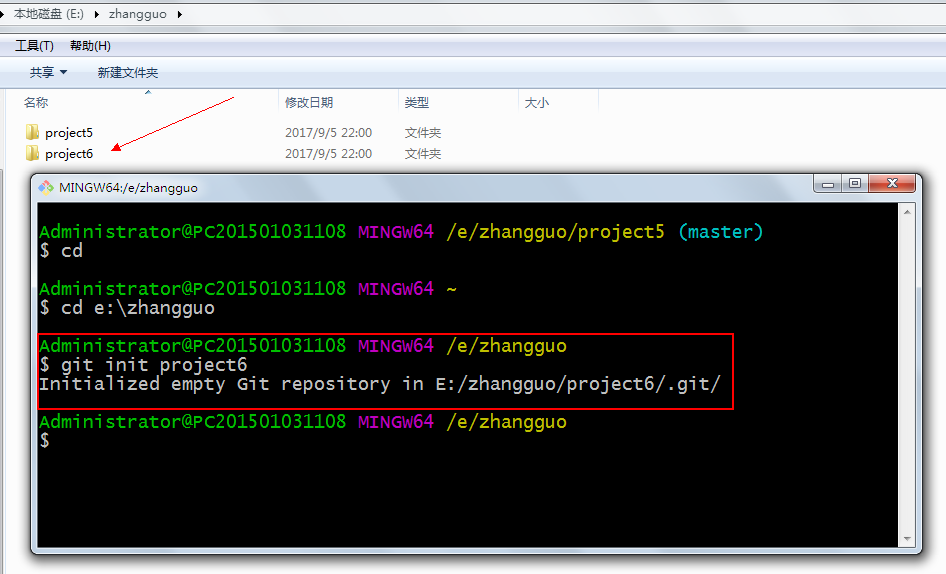 本地磁盘 (E:) zhangguo
工具(T) 帮助(H)
共享 新建文件夹
名称 修改日期 类型 大小
project5 2017/9/5 22:00 文件夹
project6 2017/9/5 22:00 文件夹
MINGW64:/e/zhangguo
Administrator@PC201501031108 MINGW64 /e/zhangguo/project5 (master)
$ cd
Administrator@PC201501031108 MINGW64 ~
$ cd e:\zhangguo
Administrator@PC201501031108 MINGW64 /e/zhangguo
$ git init project6
Initialized empty Git repository in E:/zhangguo/project6/.git/
Administrator@PC201501031108 MINGW64 /e/zhangguo
$